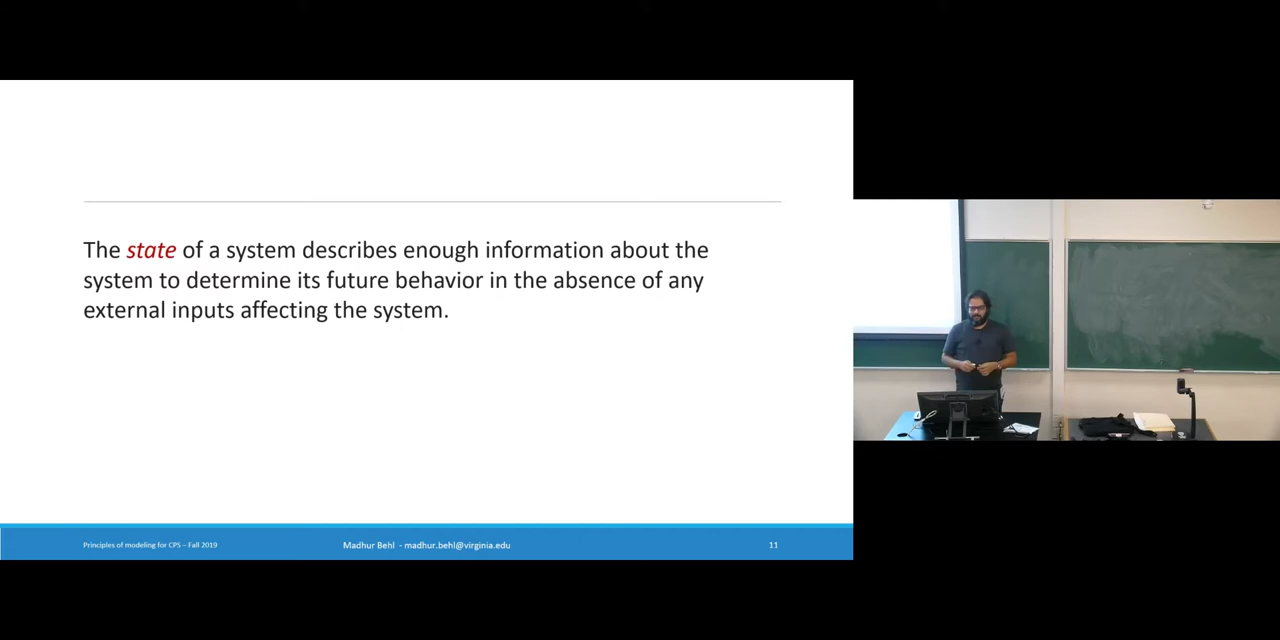 The state of a system describes enough information about the
system to determine its future behavior in the absence of any
external inputs affecting the system.
Principles of modeling for CPS – Fall 2019
Madhur Behl - madhur.behl@virginia.edu
11